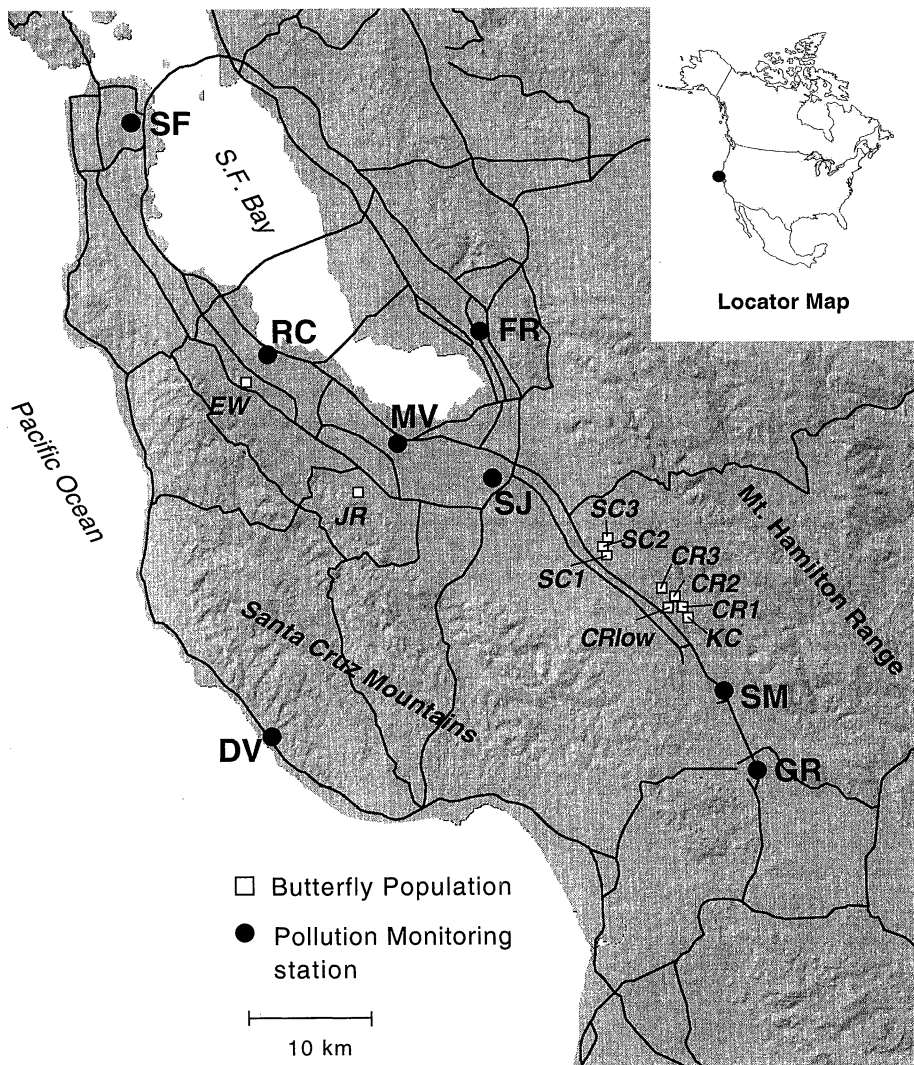 SF
S.F. Bay
Locator Map
RC
FR
EW
MV
Pacific Ocean
SJ
JR
SC3
SC2
SC1
CR3
CR2
CR1
CRlow
KC
Mt. Hamilton Range
Santa Cruz Mountains
SM
DV
GR
Butterfly Population
Pollution Monitoring
station
10 km